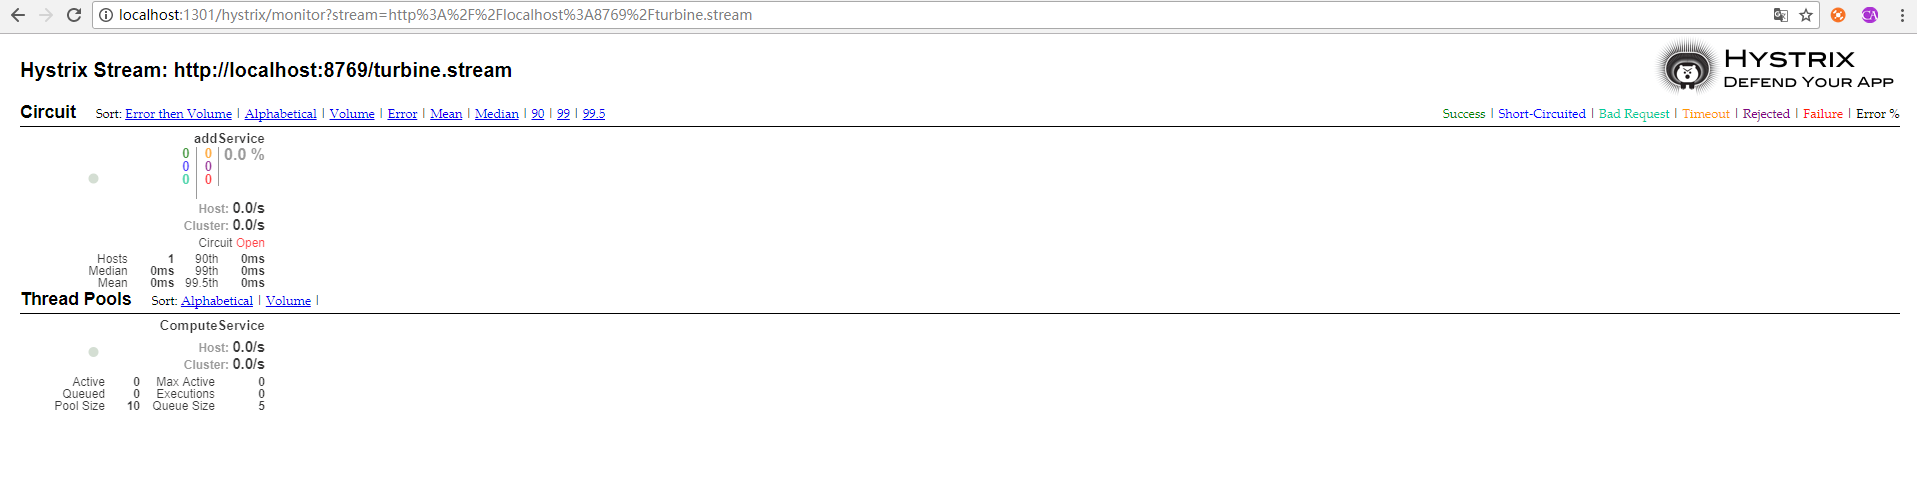 localhost:1301/hystrix/monitor?stream=http%3A%2F%2Flocalhost%3A8769%2Fturbine.stream
CA
HYSTRIX
DEFEND YOUR APP
Hystrix Stream: http://localhost:8769/turbine.stream
Circuit Sort: Error then Volume | Alphabetical | Volume | Error | Mean | Median | 90 | 99 | 99.5
Success | Short-Circuited | Bad Request | Timeout | Rejected | Failure | Error %
addService
0 0 0.0 %
0 0
0 0
Host: 0.0/s
Cluster: 0.0/s
Circuit Open
Hosts 1 90th 0ms
Median 0ms 99th 0ms
Mean 0ms 99.5th 0ms
Thread Pools Sort: Alphabetical | Volume |
ComputeService
Host: 0.0/s
Cluster: 0.0/s
Active 0 Max Active 0
Queued 0 Executions 0
Pool Size 10 Queue Size 5